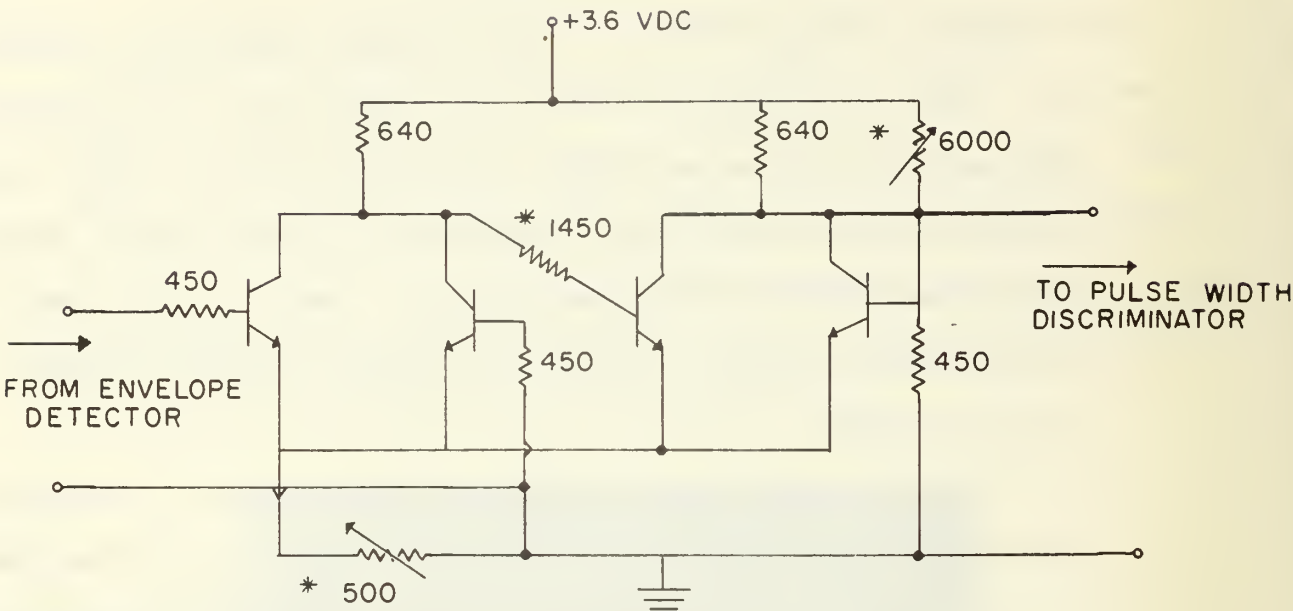 +3.6 VDC
640
640
* 6000
* 1450
450
TO PULSE WIDTH
DISCRIMINATOR
FROM ENVELOPE
DETECTOR
450
450
* 500